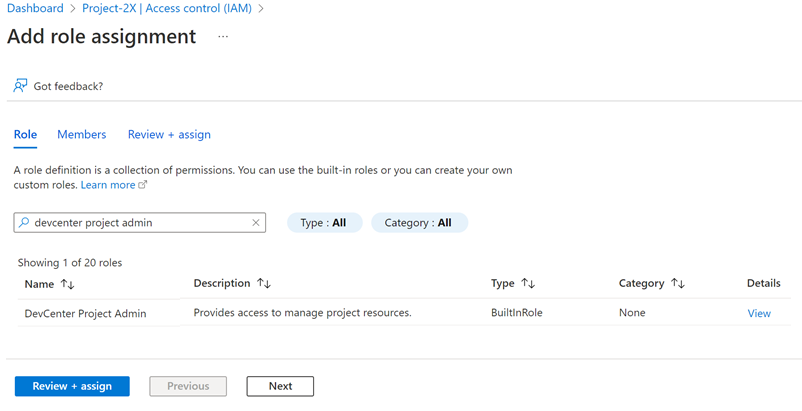 Dashboard > Project-2X | Access control (IAM) >
Add role assignment ...
Got feedback?
Role Members Review + assign
A role definition is a collection of permissions. You can use the built-in roles or you can create your own
custom roles. Learn more
devcenter project admin Type : All Category : All
Showing 1 of 20 roles
Name ↑↓ Description ↑↓ Type ↑↓ Category ↑↓ Details
DevCenter Project Admin Provides access to manage project resources. BuiltInRole None View
Review + assign Previous Next